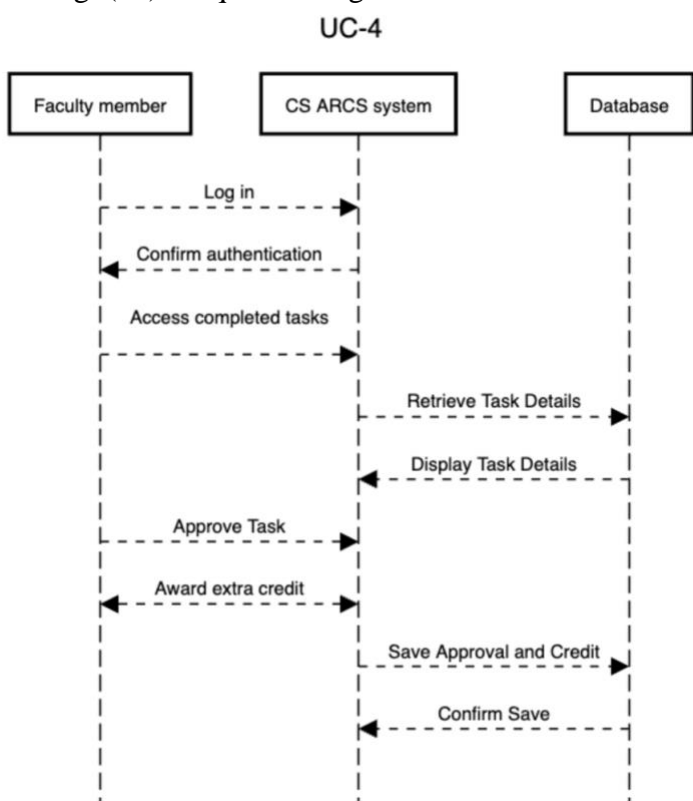 UC-4
Faculty member
CS ARCS system
Database
Log in
Confirm authentication
Access completed tasks
Retrieve Task Details
Display Task Details
Approve Task
Award extra credit
Save Approval and Credit
Confirm Save